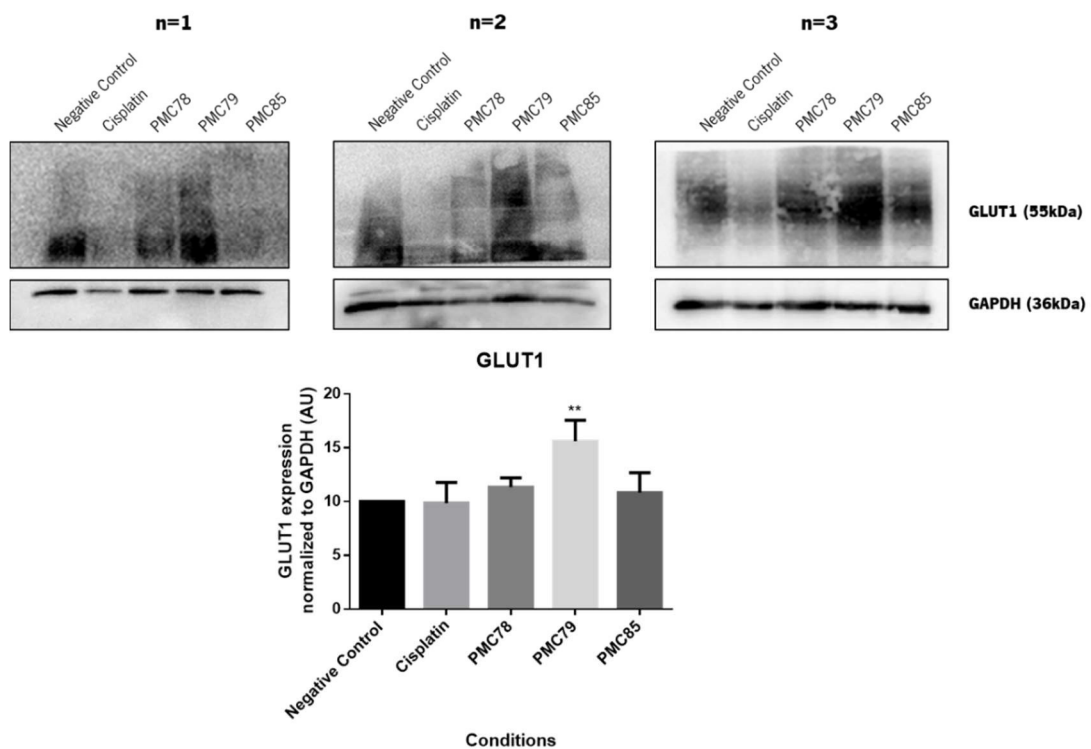 n=1
n=2
n=3
Negative Control
Cisplatin
PMC78
PMC79
PMC85
Negative Control
Cisplatin
PMC78
PMC79
PMC85
Negative Control
Cisplatin
PMC78
PMC79
PMC85
GLUT1 (55kDa)
GAPDH (36kDa)
GLUT1
GLUT1 expression
normalized to GAPDH (AU)
20
15
10
5
0
**
Negative Control
Cisplatin
PMC78
PMC79
PMC85
Conditions